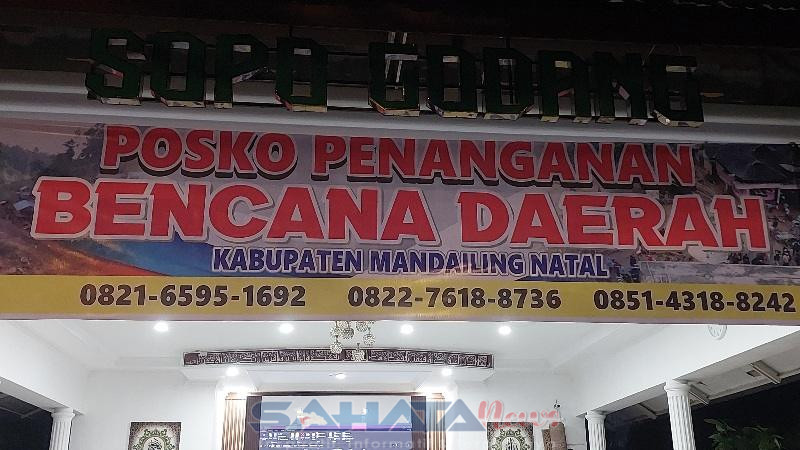 SOPO GODANG
POSKO PENANGANAN
BENCANA DAERAH
KABUPATEN MANDAILING NATAL
0821-6595-1692 0822-7618-8736 0851-4318-8242
SAHATA News